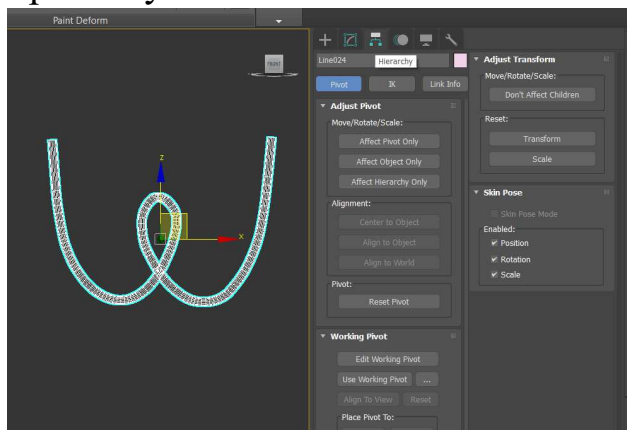 Paint Deform
FRONT
z
x
Line024
Hierarchy
Pivot
IK
Link Info
Adjust Pivot
Move/Rotate/Scale:
Affect Pivot Only
Affect Object Only
Affect Hierarchy Only
Alignment:
Center to Object
Align to Object
Align to World
Pivot:
Reset Pivot
Working Pivot
Edit Working Pivot
Use Working Pivot ...
Align To View Reset
Place Pivot To:
Adjust Transform
Move/Rotate/Scale:
Don't Affect Children
Reset:
Transform
Scale
Skin Pose
Skin Pose Mode
Enabled:
Position
Rotation
Scale